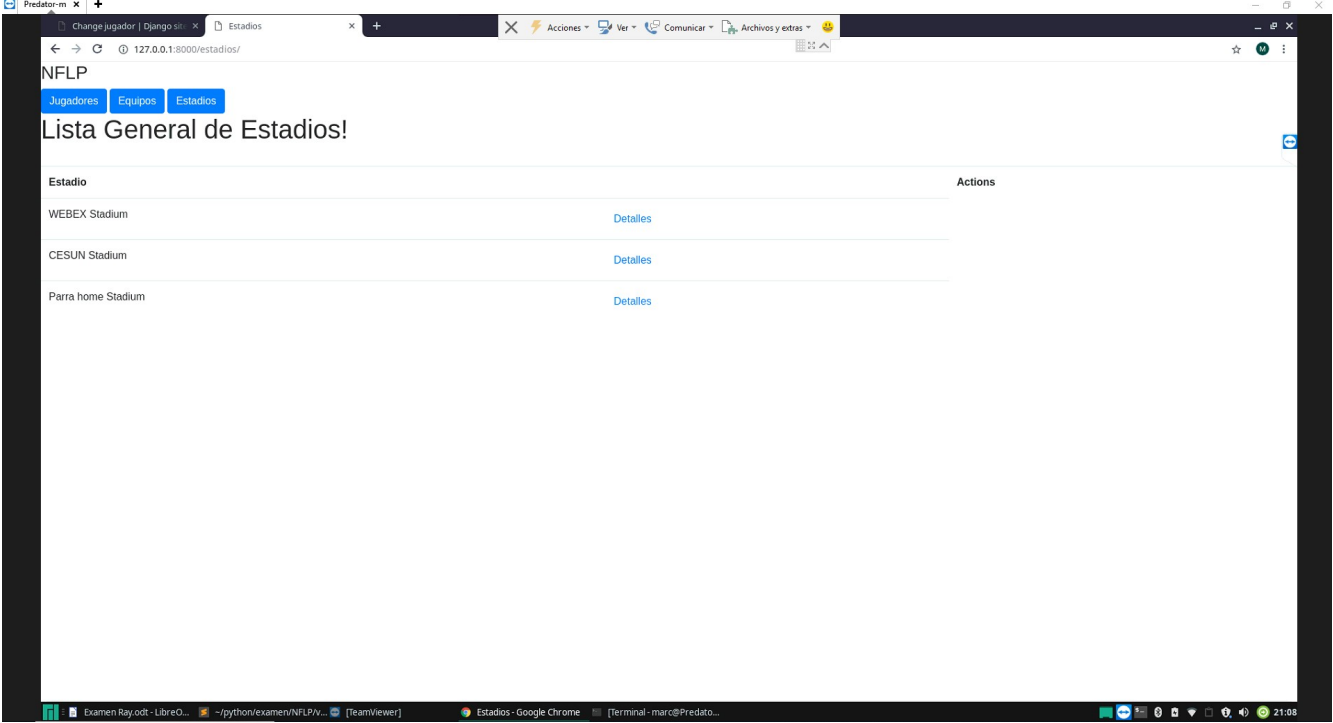 Predator-m × +
Change jugador | Django sit × Estadios × +
Acciones Ver Comunicar Archivos y extras
127.0.0.1:8000/estadios/
M
NFLP
Jugadores Equipos Estadios
Lista General de Estadios!
Estadio Actions
WEBEX Stadium Detalles
CESUN Stadium Detalles
Parra home Stadium Detalles
Examen Ray.odt - LibreO... ~/python/examen/NFLP/v... [TeamViewer] Estadios - Google Chrome [Terminal - marc@Predato... 21:08